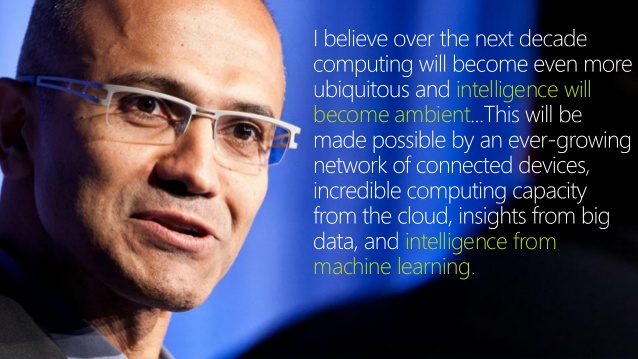 I believe over the next decade
computing will become even more
ubiquitous and intelligence will
become ambient...This will be
made possible by an ever-growing
network of connected devices,
incredible computing capacity
from the cloud, insights from big
data, and intelligence from
machine learning.